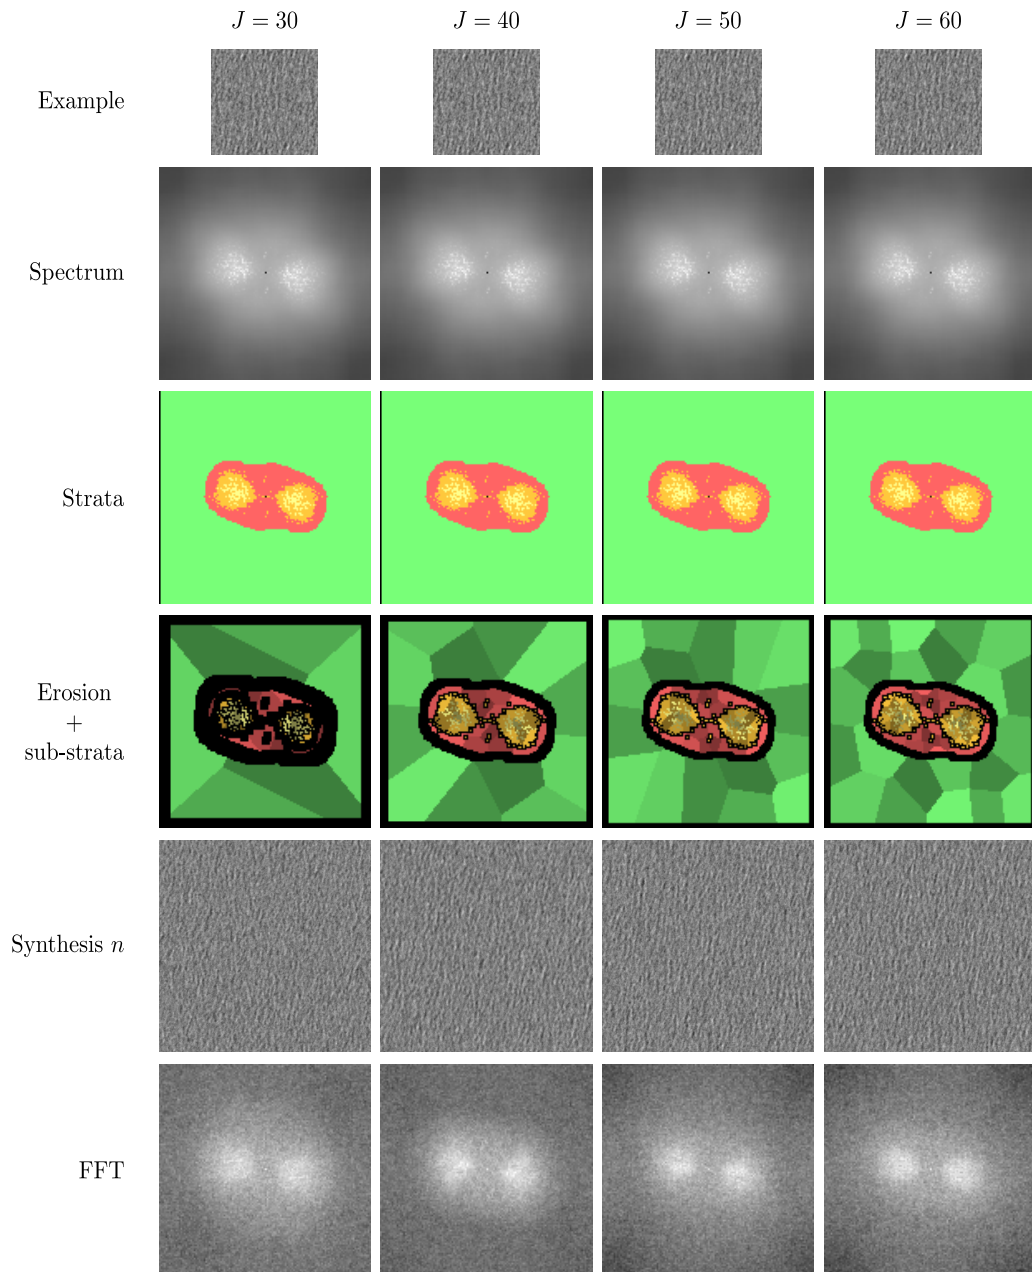 J = 30 J = 40 J = 50 J = 60
Example
Spectrum
Strata
Erosion
+
sub-strata
Synthesis n
FFT